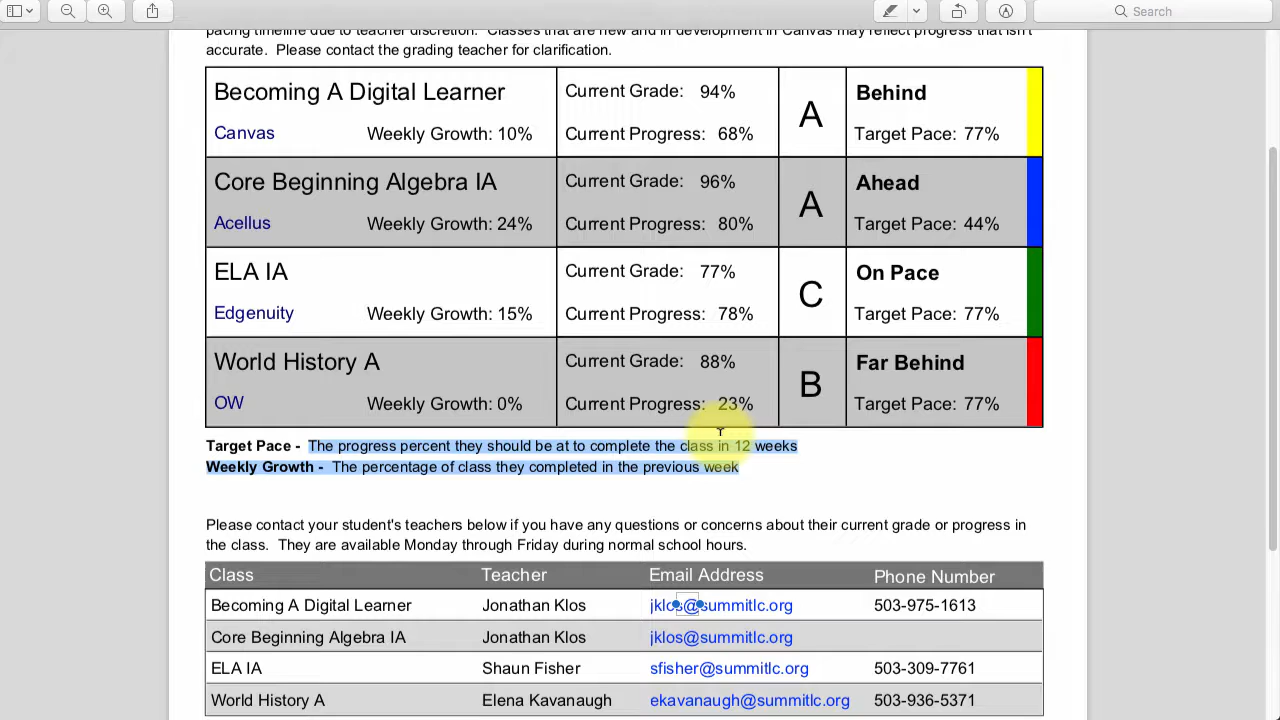 Search
pacing timeline due to teacher discretion. Classes that are new and in development in Canvas may reflect progress that isn't
accurate. Please contact the grading teacher for clarification.
Becoming A Digital Learner
Canvas Weekly Growth: 10%
Current Grade: 94%
Current Progress: 68%
A
Behind
Target Pace: 77%
Core Beginning Algebra IA
Acellus Weekly Growth: 24%
Current Grade: 96%
Current Progress: 80%
A
Ahead
Target Pace: 44%
ELA IA
Edgenuity Weekly Growth: 15%
Current Grade: 77%
Current Progress: 78%
C
On Pace
Target Pace: 77%
World History A
OW Weekly Growth: 0%
Current Grade: 88%
Current Progress: 23%
B
Far Behind
Target Pace: 77%
Target Pace - The progress percent they should be at to complete the class in 12 weeks
Weekly Growth - The percentage of class they completed in the previous week
Please contact your student's teachers below if you have any questions or concerns about their current grade or progress in
the class. They are available Monday through Friday during normal school hours.
Class Teacher Email Address Phone Number
Becoming A Digital Learner Jonathan Klos jklos@summitlc.org 503-975-1613
Core Beginning Algebra IA Jonathan Klos jklos@summitlc.org
ELA IA Shaun Fisher sfisher@summitlc.org 503-309-7761
World History A Elena Kavanaugh ekavanaugh@summitlc.org 503-936-5371